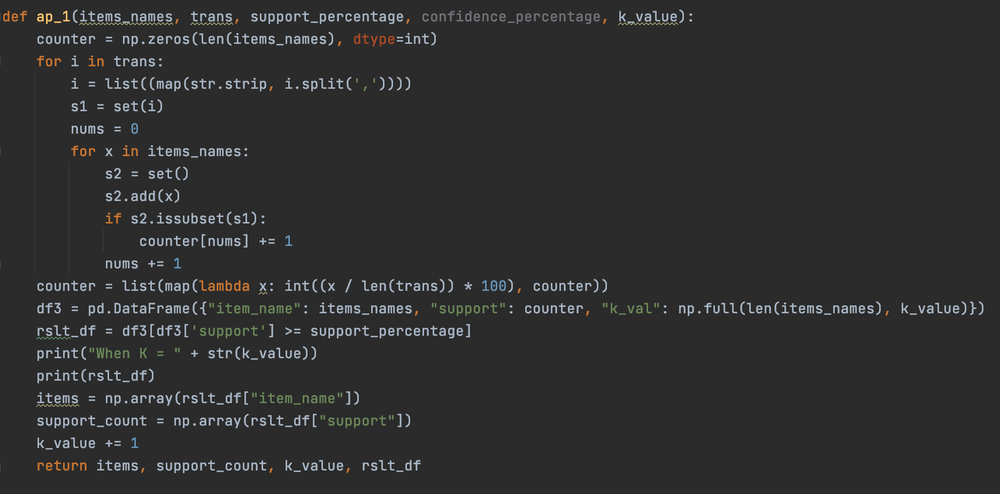 def ap_1(items_names, trans, support_percentage, confidence_percentage, k_value):
    counter = np.zeros(len(items_names), dtype=int)
    for i in trans:
        i = list((map(str.strip, i.split(','))))
        s1 = set(i)
        nums = 0
        for x in items_names:
            s2 = set()
            s2.add(x)
            if s2.issubset(s1):
                counter[nums] += 1
            nums += 1
    counter = list(map(lambda x: int((x / len(trans)) * 100), counter))
    df3 = pd.DataFrame({"item_name": items_names, "support": counter, "k_val": np.full(len(items_names), k_value)})
    rslt_df = df3[df3['support'] >= support_percentage]
    print("When K = " + str(k_value))
    print(rslt_df)
    items = np.array(rslt_df["item_name"])
    support_count = np.array(rslt_df["support"])
    k_value += 1
    return items, support_count, k_value, rslt_df